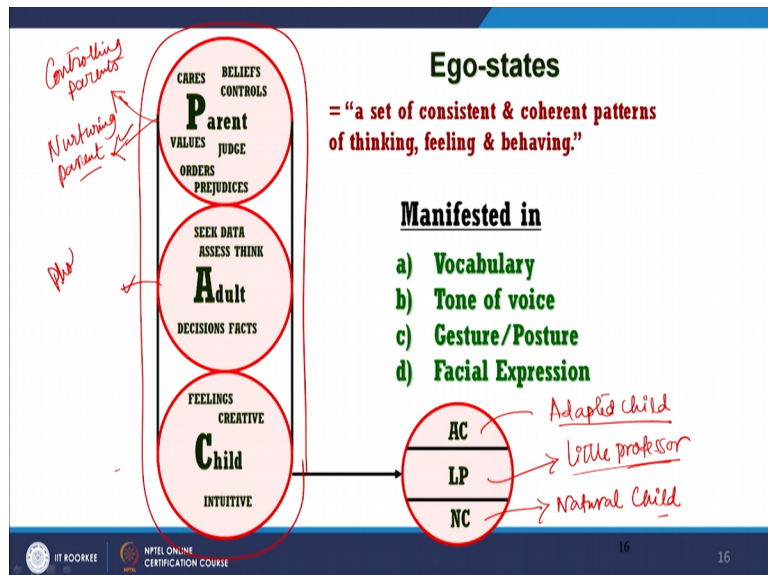 Controlling
parents
Nurturing
parent
CARES BELIEFS
CONTROLS
Parent
VALUES JUDGE
ORDERS
PREJUDICES
SEEK DATA
ASSESS THINK
Adult
DECISIONS FACTS
FEELINGS
CREATIVE
Child
INTUITIVE
Ego-states
= “a set of consistent & coherent patterns
of thinking, feeling & behaving.”
Manifested in
a) Vocabulary
b) Tone of voice
c) Gesture/Posture
d) Facial Expression
AC
LP
NC
Adapted Child
Little professor
Natural Child
16
IIT ROORKEE
NPTEL ONLINE
CERTIFICATION COURSE
16